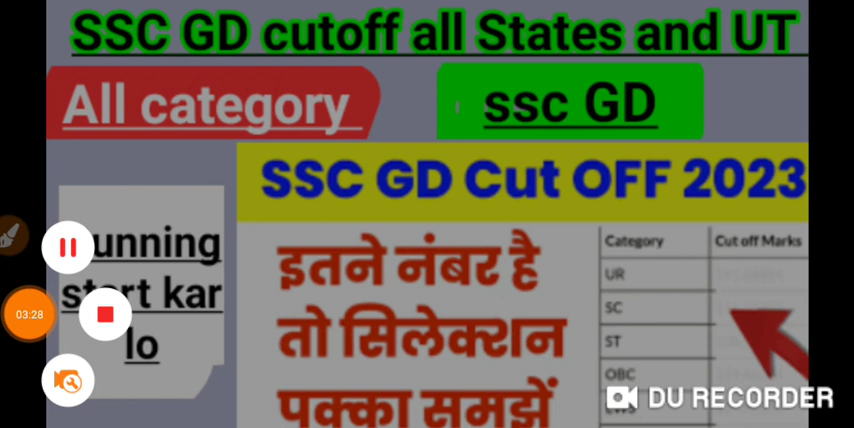 SSC GD cutoff all States and UT
All category
ssc GD
SSC GD Cut OFF 2023
unning
start kar
lo
03:28
इतने नंबर है
तो सिलेक्शन
पक्का समझें
Category Cut off Marks
UR
SC
ST
OBC
EWS
DU RECORDER